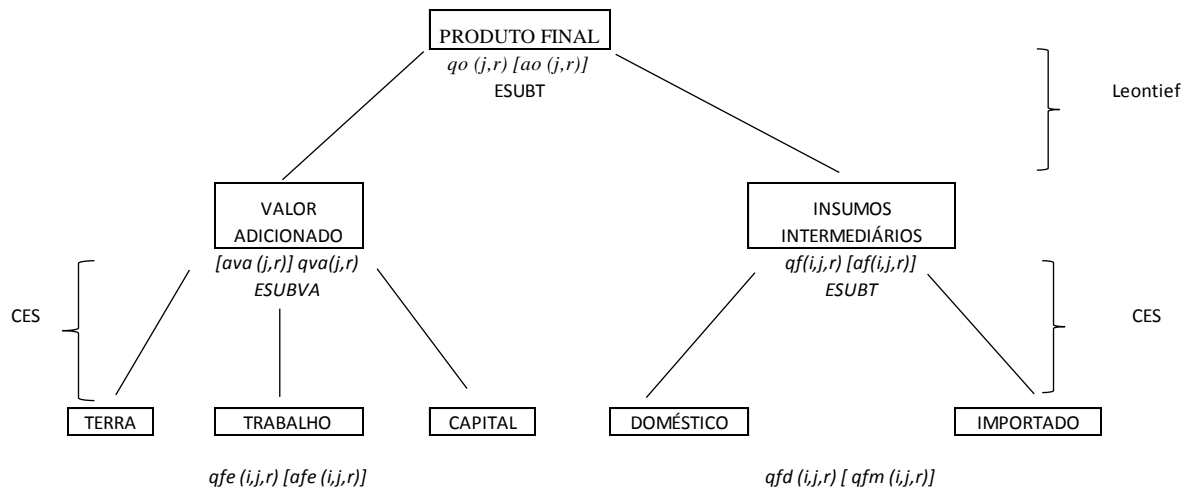 PRODUTO FINAL
qo (j,r) [ao (j,r)]
ESUBT
Leontief
VALOR
ADICIONADO
[ava (j,r)] qva(j,r)
ESUBVA
INSUMOS
INTERMEDIÁRIOS
qf(i,j,r) [af(i,j,r)]
ESUBT
CES
CES
TERRA
TRABALHO
CAPITAL
DOMÉSTICO
IMPORTADO
qfe (i,j,r) [afe (i,j,r)]
qfd (i,j,r) [ qfm (i,j,r)]